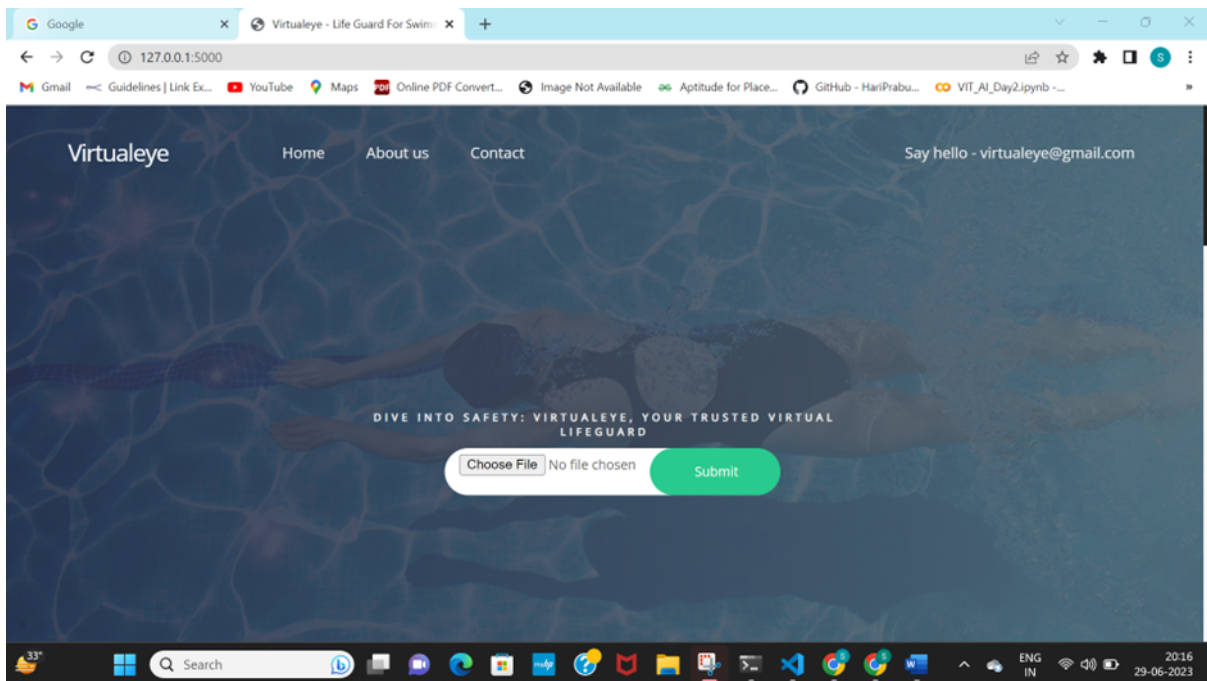 Google
Virtualeye - Life Guard For Swim
127.0.0.1:5000
Gmail Guidelines | Link Ex... YouTube Maps Online PDF Convert... Image Not Available Aptitude for Place... GitHub - HariPrabu... VIT_AI_Day2.ipynb -...
Virtualeye Home About us Contact Say hello - virtualeye@gmail.com
DIVE INTO SAFETY: VIRTUALEYE, YOUR TRUSTED VIRTUAL
LIFEGUARD
Choose File No file chosen Submit
33°
Search
ENG
IN
20:16
29-06-2023